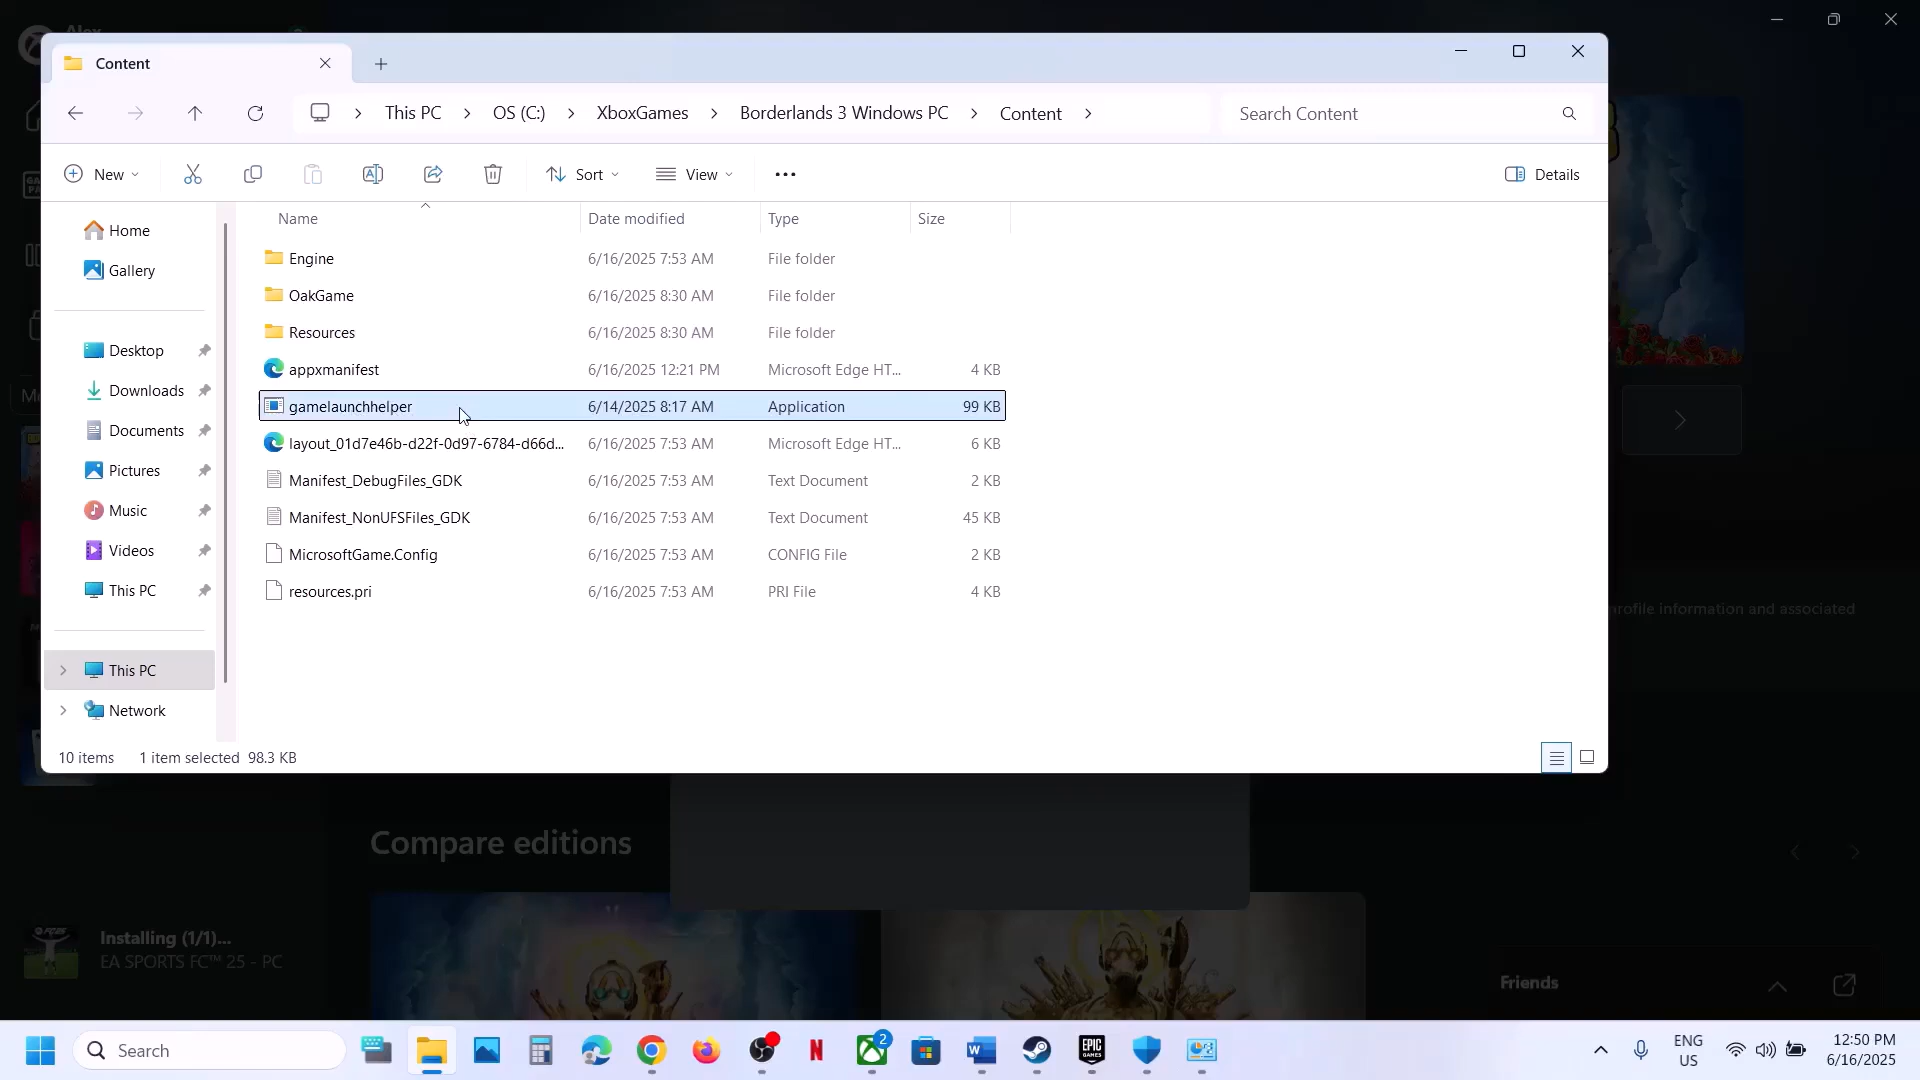 Alex
Content
This PC > OS (C:) > XboxGames > Borderlands 3 Windows PC > Content >
Search Content
New
Sort
View
Details
Name
Date modified
Type
Size
Home
Gallery
Desktop
Downloads
Documents
Pictures
Music
Videos
This PC
This PC
Network
Engine 6/16/2025 7:53 AM File folder
OakGame 6/16/2025 8:30 AM File folder
Resources 6/16/2025 8:30 AM File folder
appxmanifest 6/16/2025 12:21 PM Microsoft Edge HT... 4 KB
gamelaunchhelper 6/14/2025 8:17 AM Application 99 KB
layout_01d7e46b-d22f-0d97-6784-d66d... 6/16/2025 7:53 AM Microsoft Edge HT... 6 KB
Manifest_DebugFiles_GDK 6/16/2025 7:53 AM Text Document 2 KB
Manifest_NonUFSFiles_GDK 6/16/2025 7:53 AM Text Document 45 KB
MicrosoftGame.Config 6/16/2025 7:53 AM CONFIG File 2 KB
resources.pri 6/16/2025 7:53 AM PRI File 4 KB
10 items 1 item selected 98.3 KB
profile information and associated
Compare editions
Installing (1/1)...
EA SPORTS FC™ 25 - PC
Friends
Search
N
2
EPIC GAMES
ENG
US
12:50 PM
6/16/2025